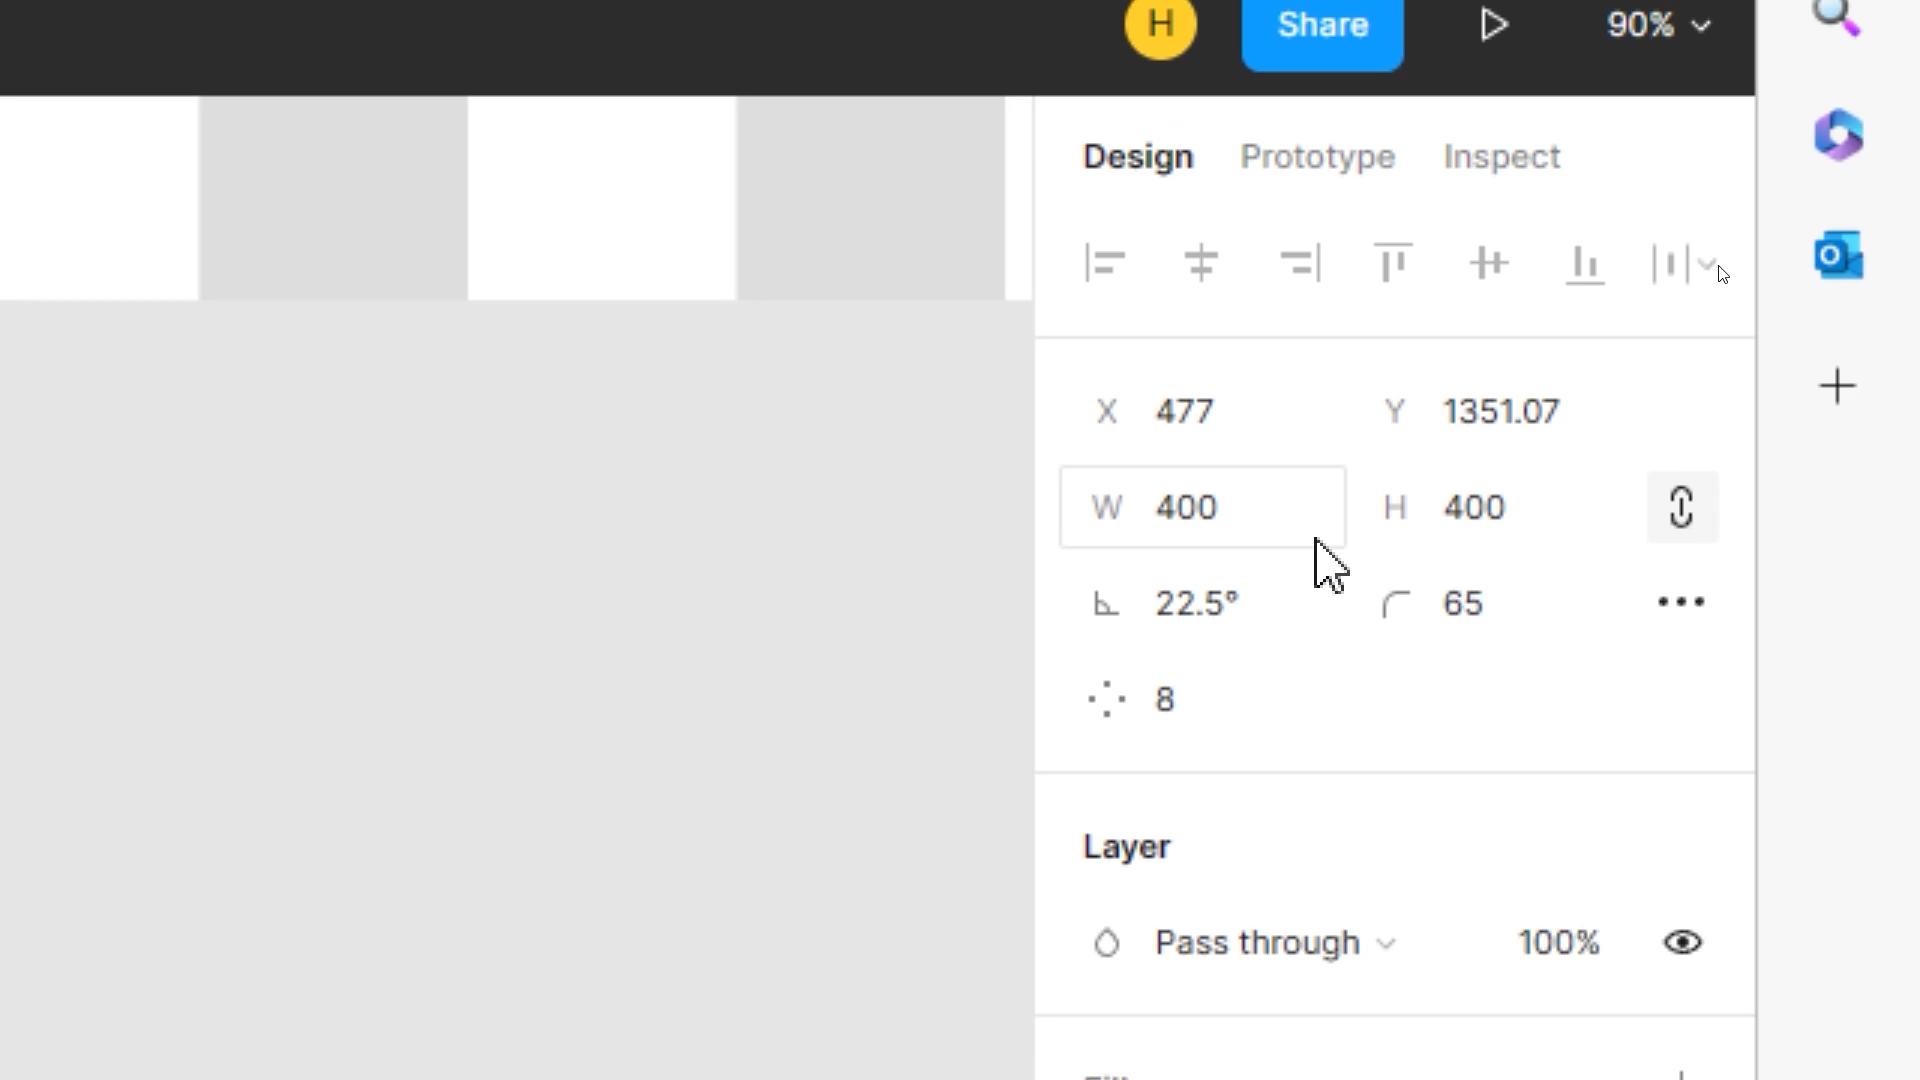 H Share 90%
Design Prototype Inspect
X 477 Y 1351.07
W 400 H 400
22.5° 65
8
Layer
Pass through 100%